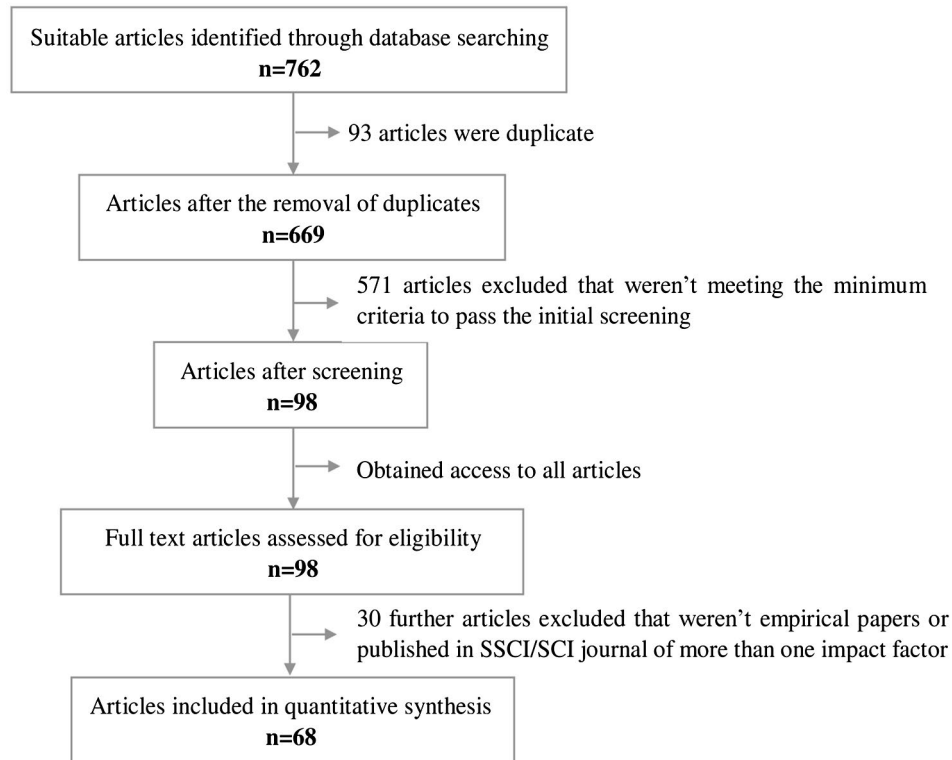 Suitable articles identified through database searching
n=762
93 articles were duplicate
Articles after the removal of duplicates
n=669
571 articles excluded that weren’t meeting the minimum
criteria to pass the initial screening
Articles after screening
n=98
Obtained access to all articles
Full text articles assessed for eligibility
n=98
30 further articles excluded that weren’t empirical papers or
published in SSCI/SCI journal of more than one impact factor
Articles included in quantitative synthesis
n=68